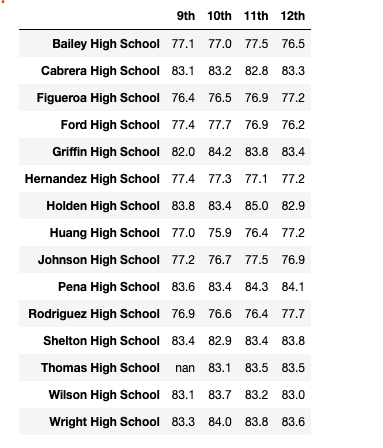 9th 10th 11th 12th
Bailey High School 77.1 77.0 77.5 76.5
Cabrera High School 83.1 83.2 82.8 83.3
Figueroa High School 76.4 76.5 76.9 77.2
Ford High School 77.4 77.7 76.9 76.2
Griffin High School 82.0 84.2 83.8 83.4
Hernandez High School 77.4 77.3 77.1 77.2
Holden High School 83.8 83.4 85.0 82.9
Huang High School 77.0 75.9 76.4 77.2
Johnson High School 77.2 76.7 77.5 76.9
Pena High School 83.6 83.4 84.3 84.1
Rodriguez High School 76.9 76.6 76.4 77.7
Shelton High School 83.4 82.9 83.4 83.8
Thomas High School nan 83.1 83.5 83.5
Wilson High School 83.1 83.7 83.2 83.0
Wright High School 83.3 84.0 83.8 83.6